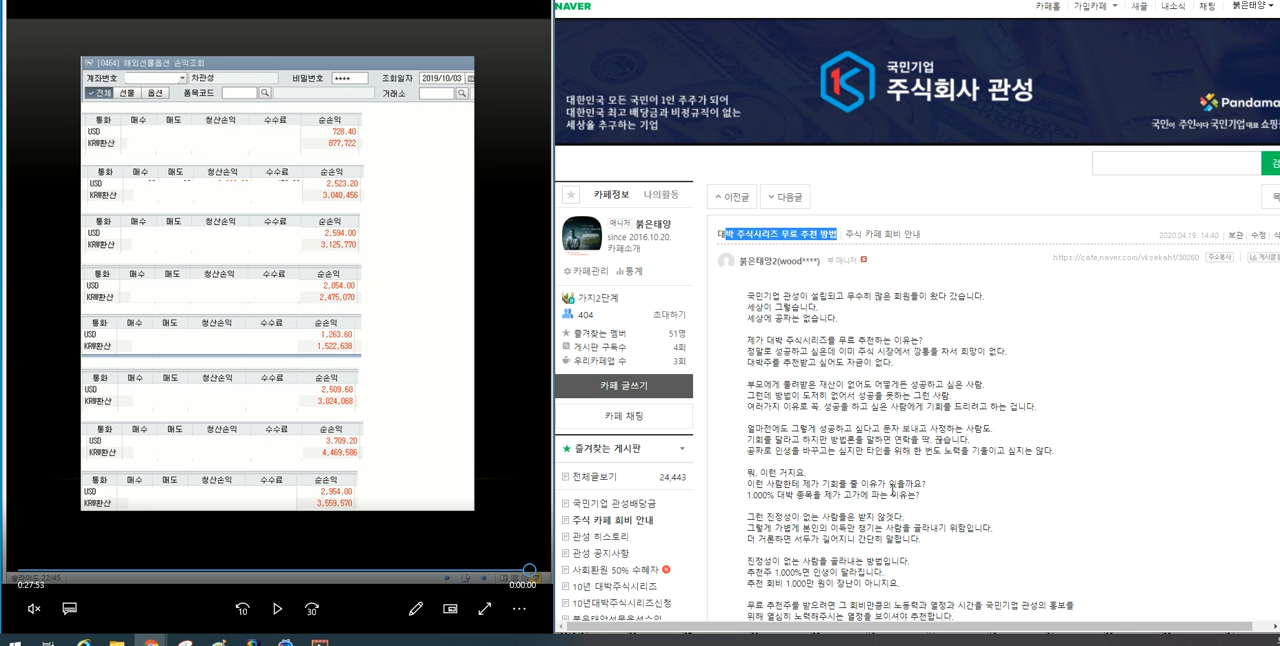 [0464] 해외선물옵션 손익조회
계좌번호 차관성 비밀번호 **** 조회일자 2019/10/03
전체 선물 옵션 품목코드 거래소
통화 매수 매도 청산손익 수수료 순손익
USD 728.40
KRW환산 877,722
통화 매수 매도 청산손익 수수료 순손익
USD 2,523.20
KRW환산 3,040,456
통화 매수 매도 청산손익 수수료 순손익
USD 2,594.00
KRW환산 3,125,770
통화 매수 매도 청산손익 수수료 순손익
USD 2,054.00
KRW환산 2,475,070
통화 매수 매도 청산손익 수수료 순손익
USD 1,263.60
KRW환산 1,522,638
통화 매수 매도 청산손익 수수료 순손익
USD 2,509.60
KRW환산 3,024,068
통화 매수 매도 청산손익 수수료 순손익
USD 3,709.20
KRW환산 4,469,586
통화 매수 매도 청산손익 수수료 순손익
USD 2,954.00
KRW환산 3,559,570
슬라이드 22/45
0:27:53 0:00:00
10 30
NAVER
카페홈 가입카페 새글 내소식 채팅 붉은태양
대한민국 모든 국민이 1인 주주가 되어
대한민국 최고 배당금과 비정규직이 없는
세상을 추구하는 기업
국민기업
주식회사 관성
Pandama
국민이 주인이다 국민기업대표 쇼핑
카페정보 나의활동
매니저 붉은태양
since 2016.10.20.
카페소개
카페관리 통계
가지2단계
404 초대하기
즐겨찾는 멤버 51명
게시판 구독수 4회
우리카페앱 수 3회
카페 글쓰기
카페 채팅
즐겨찾는 게시판
전체글보기 24,443
국민기업 관성배당금
주식 카페 회비 안내
관성 히스토리
관성 공지사항
사회환원 50% 수혜자
10년 대박주식시리즈
10년대박주식시리즈신청
이전글 다음글
대박 주식시리즈 무료 추천 방법 주식 카페 회비 안내
2020.04.19. 14:40 보관 수정
붉은태양2(wood****) 부매니저
https://cafe.naver.com/vksekahf/30260 주소복사
국민기업 관성이 설립되고 무수히 많은 회원들이 왔다 갔습니다.
세상이 그렇습니다.
세상에 공짜는 없습니다.
제가 대박 주식시리즈를 무료 추천하는 이유는?
정말로 성공하고 싶은데 이미 주식 시장에서 깡통을 차서 희망이 없다.
대박주를 추천받고 싶어도 자금이 없다.
부모에게 물려받은 재산이 없어도 어떻게든 성공하고 싶은 사람.
그런데 방법이 도저히 없어서 성공을 못하는 그런 사람.
여러가지 이유로 꼭. 성공을 하고 싶은 사람에게 기회를 드리려고 하는 겁니다.
얼마전에도 그렇게 성공하고 싶다고 문자 보내고 사정하는 사람도.
기회를 달라고 하지만 방법론을 말하면 연락을 딱. 끊습니다.
공짜로 인생을 바꾸고는 싶지만 타인을 위해 한 번도 노력을 기울이고 싶지는 않다.
뭐. 이런 거지요.
이런 사람한테 제가 기회를 줄 이유가 있을까요?
1.000% 대박 종목을 제가 고가에 파는 이유는?
그런 진정성이 없는 사람들은 받지 않겟다.
그렇게 가볍게 본인의 이득만 챙기는 사람을 골라내기 위함입니다.
더 거론하면 서두가 길어지니 간단히 말합니다.
진정성이 없는 사람을 골라내는 방법입니다.
추천주 1.000%면 인생이 달라집니다.
추천 회비 1.000만 원이 장난이 아니지요.
무료 추천주를 받으려면 그 회비만큼의 노동력과 열정과 시간을 국민기업 관성의 홍보를
위해 열심히 노력해주시는 열정을 보이셔야 추천합니다.